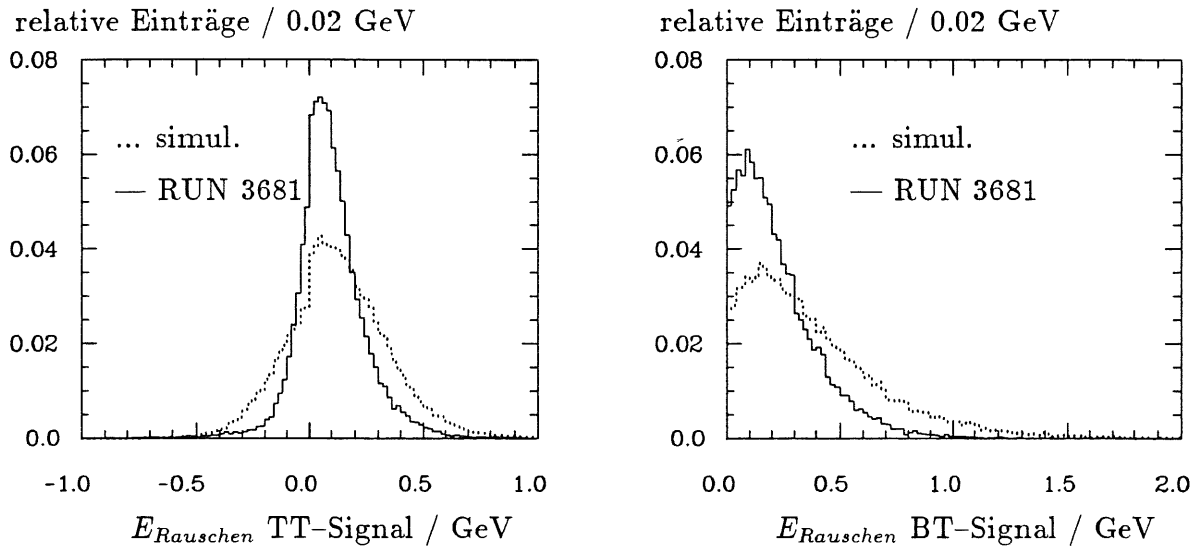 relative Einträge / 0.02 GeV
0.08
0.06
0.04
0.02
0.0
... simul.
— RUN 3681
-1.0 -0.5 0.0 0.5 1.0
E_Rauschen TT–Signal / GeV
relative Einträge / 0.02 GeV
0.08
0.06
0.04
0.02
0.0
... simul.
— RUN 3681
0.0 0.5 1.0 1.5 2.0
E_Rauschen BT–Signal / GeV